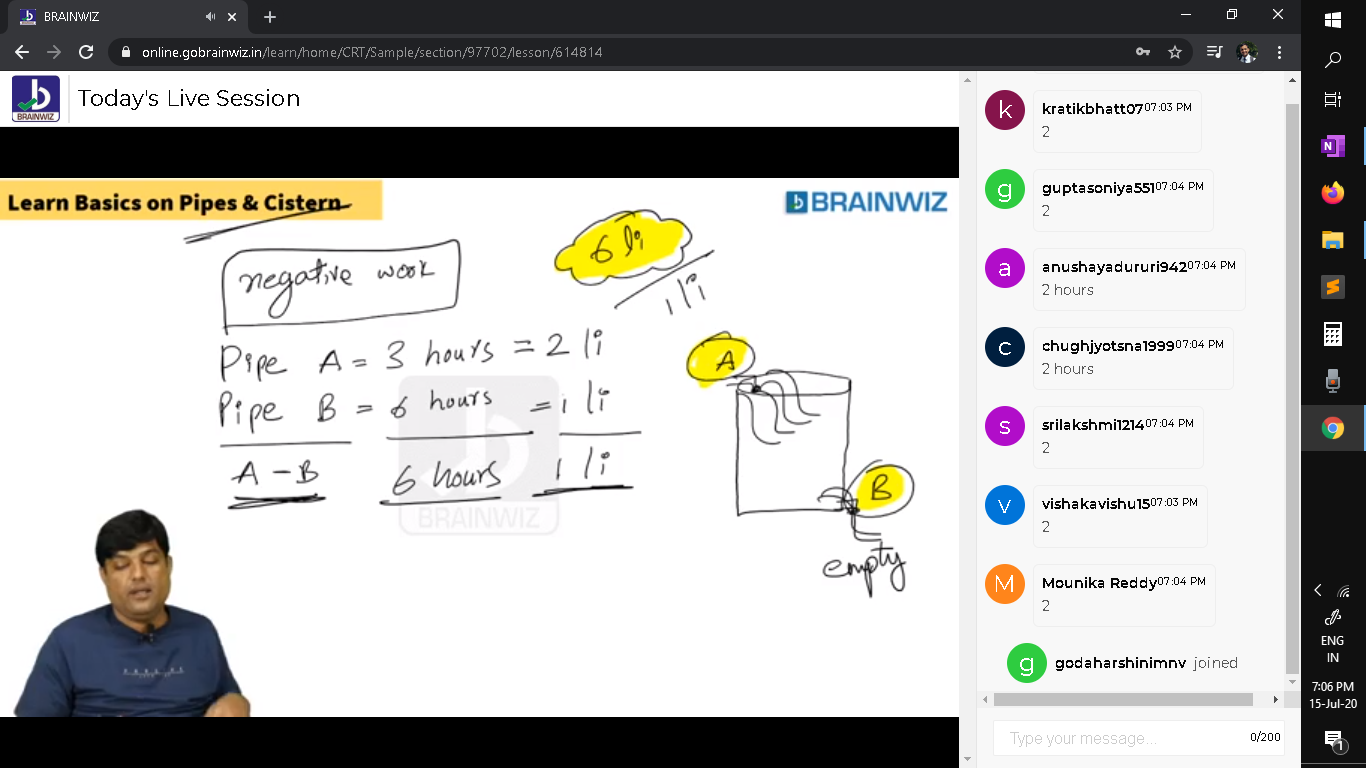 BRAINWIZ
online.gobrainwiz.in/learn/home/CRT/Sample/section/97702/lesson/614814
BRAINWIZ
Today's Live Session
Learn Basics on Pipes & Cistern
BRAINWIZ
negative work
6 li
1 li
Pipe A = 3 hours = 2 li
Pipe B = 6 hours = 1 li
A - B 6 hours 1 li
A
B
empty
BRAINWIZ
k
kratikbhatt07 07:03 PM
2
g
guptasoniya551 07:04 PM
2
a
anushayadururi942 07:04 PM
2 hours
c
chughjyotsna1999 07:04 PM
2 hours
s
srilakshmi1214 07:04 PM
2
v
vishakavishu15 07:03 PM
2
M
Mounika Reddy 07:04 PM
2
g
godaharshinimnv joined
Type your message...
0/200
N
ENG
IN
7:06 PM
15-Jul-20
1